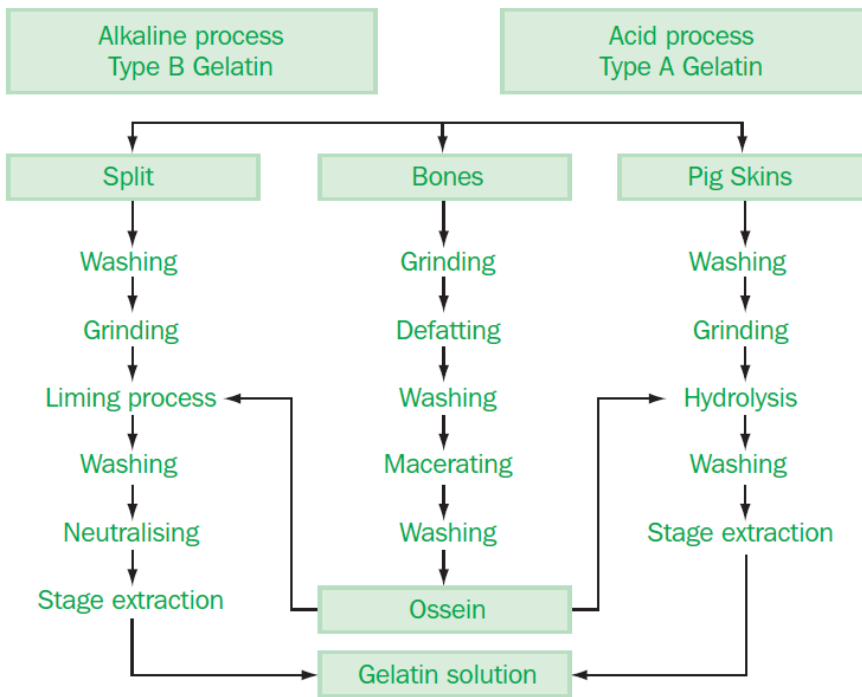 Alkaline process
Type B Gelatin
Acid process
Type A Gelatin
Split
Bones
Pig Skins
Washing
Grinding
Washing
Grinding
Defatting
Grinding
Liming process
Washing
Hydrolysis
Washing
Macerating
Washing
Neutralising
Washing
Stage extraction
Stage extraction
Ossein
Gelatin solution